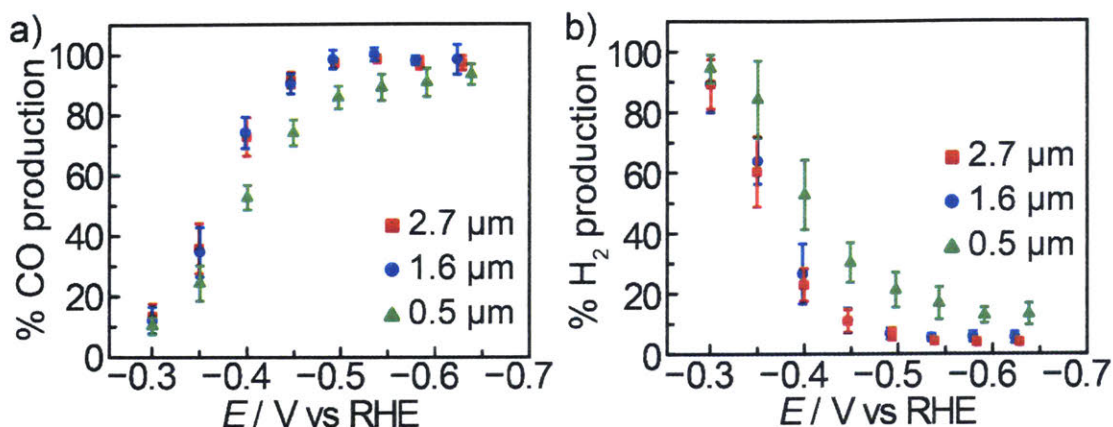 a)
% CO production
100
80
60
40
20
0
2.7 μm
1.6 μm
0.5 μm
−0.3 −0.4 −0.5 −0.6 −0.7
E / V vs RHE
b)
% H₂ production
100
80
60
40
20
0
2.7 μm
1.6 μm
0.5 μm
−0.3 −0.4 −0.5 −0.6 −0.7
E / V vs RHE